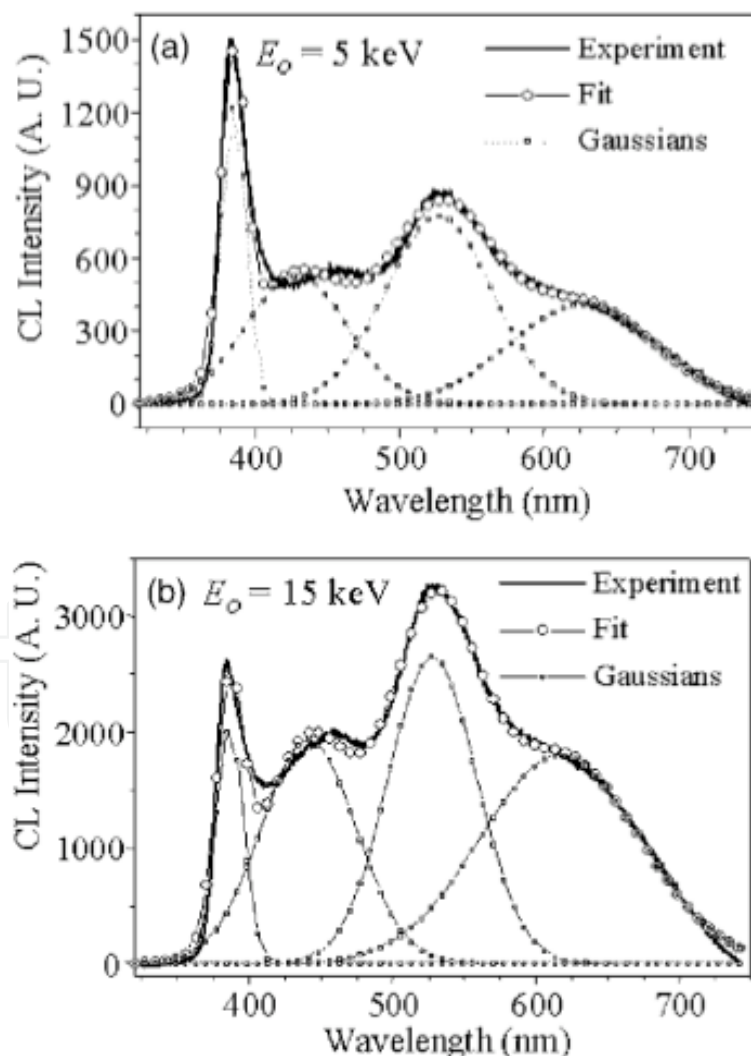 (a) E_O = 5 keV
Experiment
Fit
Gaussians
1500
1200
900
600
300
0
CL Intensity (A. U.)
400 500 600 700
Wavelength (nm)
(b) E_O = 15 keV
Experiment
Fit
Gaussians
3000
2000
1000
0
CL Intensity (A. U.)
400 500 600 700
Wavelength (nm)